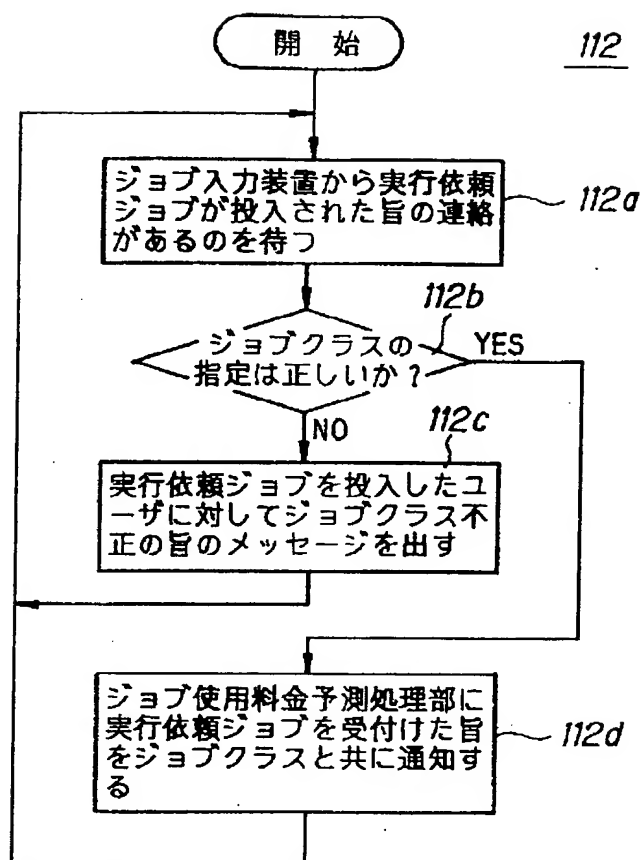 開 始
112
ジョブ入力装置から実行依頼
ジョブが投入された旨の連絡
があるのを待つ
112a
112b
ジョブクラスの
指定は正しいか?
YES
NO
112c
実行依頼ジョブを投入したユ
ーザに対してジョブクラス不
正の旨のメッセージを出す
ジョブ使用料金予測処理部に
実行依頼ジョブを受付けた旨
をジョブクラスと共に通知す
る
112d